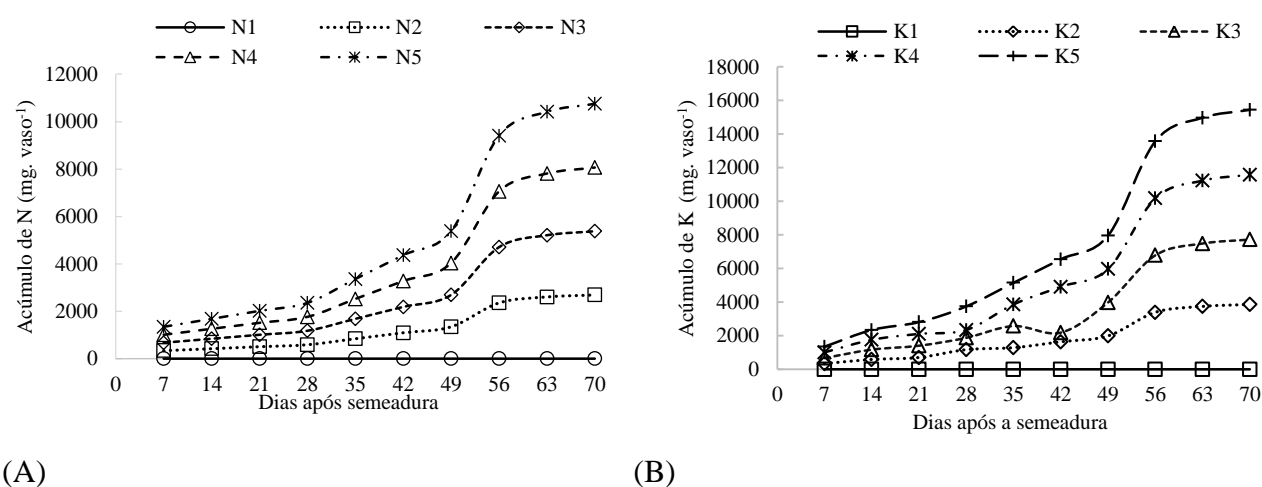 N1 N2 N3
N4 N5
12000
10000
8000
6000
4000
2000
0
Acúmulo de N (mg. vaso-1)
0 7 14 21 28 35 42 49 56 63 70
Dias após semeadura
(A)
K1 K2 K3
K4 K5
18000
16000
14000
12000
10000
8000
6000
4000
2000
0
Acúmulo de K (mg. vaso-1)
0 7 14 21 28 35 42 49 56 63 70
Dias após a semeadura
(B)